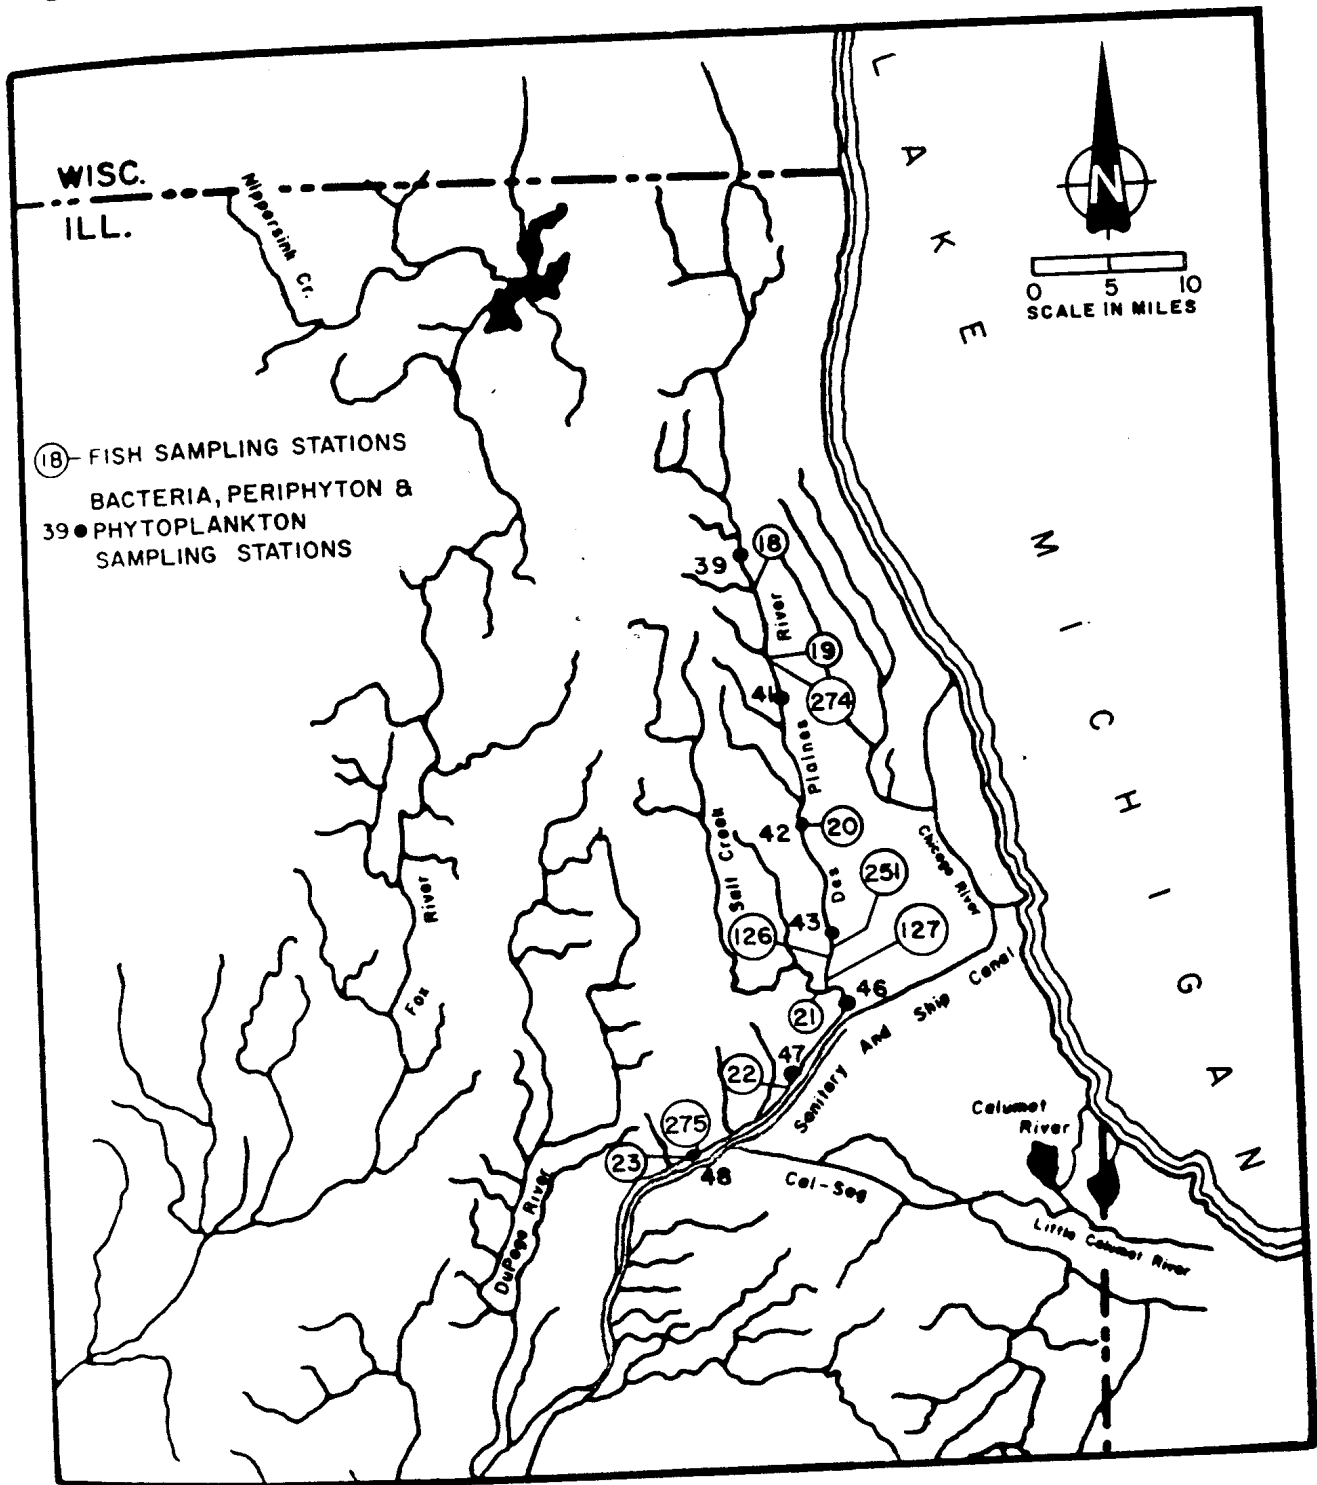 WISC.
ILL.
Nippersink Cr.
L
A
K
E
M
I
C
H
I
G
A
N
N
0 5 10
SCALE IN MILES
18 - FISH SAMPLING STATIONS
BACTERIA, PERIPHYTON &
39 ● PHYTOPLANKTON
SAMPLING STATIONS
39
18
River
19
41
274
Plaines
42
20
Salt Creek
Des
251
Chicago River
43
126
127
46
21
Sanitary And Ship Canal
47
22
275
23
48
River
Fox
DuPage River
Cal-Sag
Calumet
River
Little Calumet River